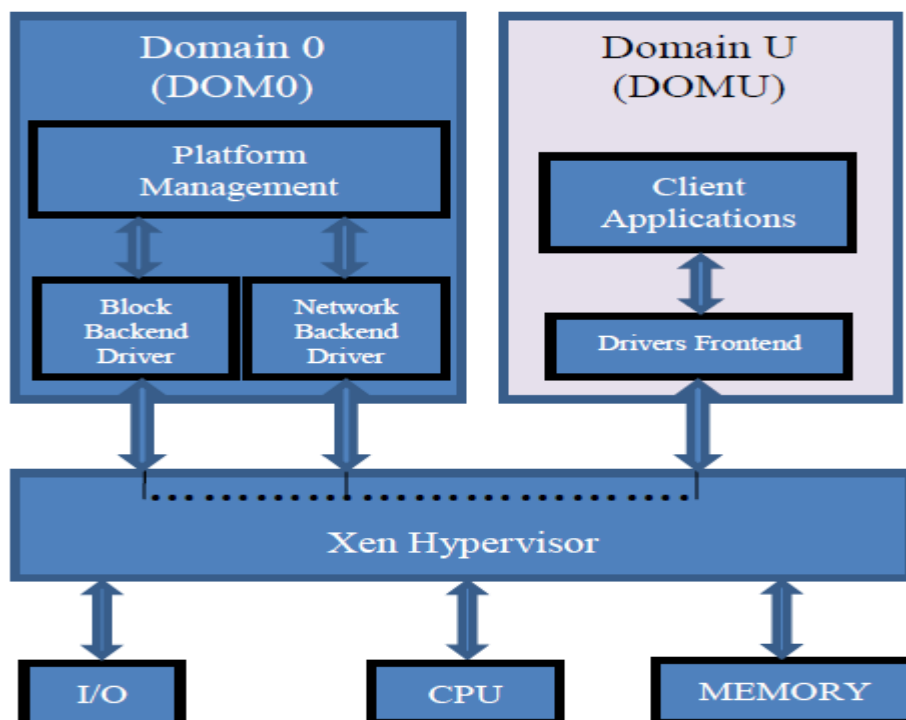 Domain 0
(DOM0)
Platform
Management
Block
Backend
Driver
Network
Backend
Driver
Domain U
(DOMU)
Client
Applications
Drivers Frontend
Xen Hypervisor
I/O
CPU
MEMORY